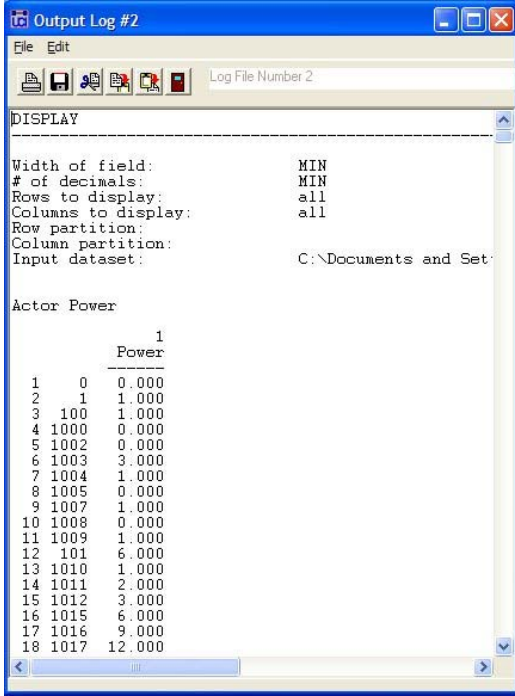 Output Log #2
File Edit
Log File Number 2
DISPLAY
--------------------------------------------------------------------------------
Width of field: MIN
# of decimals: MIN
Rows to display: all
Columns to display: all
Row partition:
Column partition:
Input dataset: C:\Documents and Set
Actor Power
1
Power
------
1 0 0.000
2 1 1.000
3 100 1.000
4 1000 0.000
5 1002 0.000
6 1003 3.000
7 1004 1.000
8 1005 0.000
9 1007 1.000
10 1008 0.000
11 1009 1.000
12 101 6.000
13 1010 1.000
14 1011 2.000
15 1012 3.000
16 1015 6.000
17 1016 9.000
18 1017 12.000